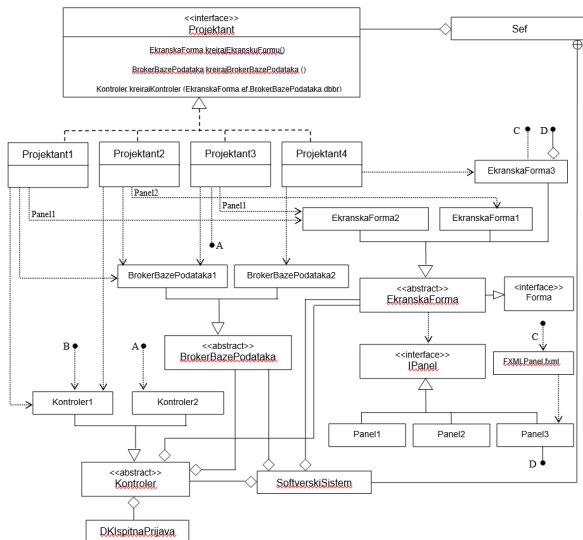 <<interface>>
Projektant
Sef
EkranskaForma kreirajEkranskuFormu()
BrokerBazePodataka kreirajBrokerBazePodataka ()
Kontroler kreirajKontroler (EkranskaForma ef,BrokerBazePodataka dbbr)
C
D
Projektant1
Projektant2
Projektant3
Projektant4
EkranskaForma3
Panel2
Panel1
Panel1
EkranskaForma2
EkranskaForma1
A
BrokerBazePodataka1
BrokerBazePodataka2
<<abstract>>
EkranskaForma
<<interface>>
Forma
C
<<abstract>>
BrokerBazePodataka
<<interface>>
IPanel
FXMLPanel.fxml
B
A
Kontroler1
Kontroler2
Panel1
Panel2
Panel3
D
<<abstract>>
Kontroler
SoftverskiSistem
DKIspitnaPrijava